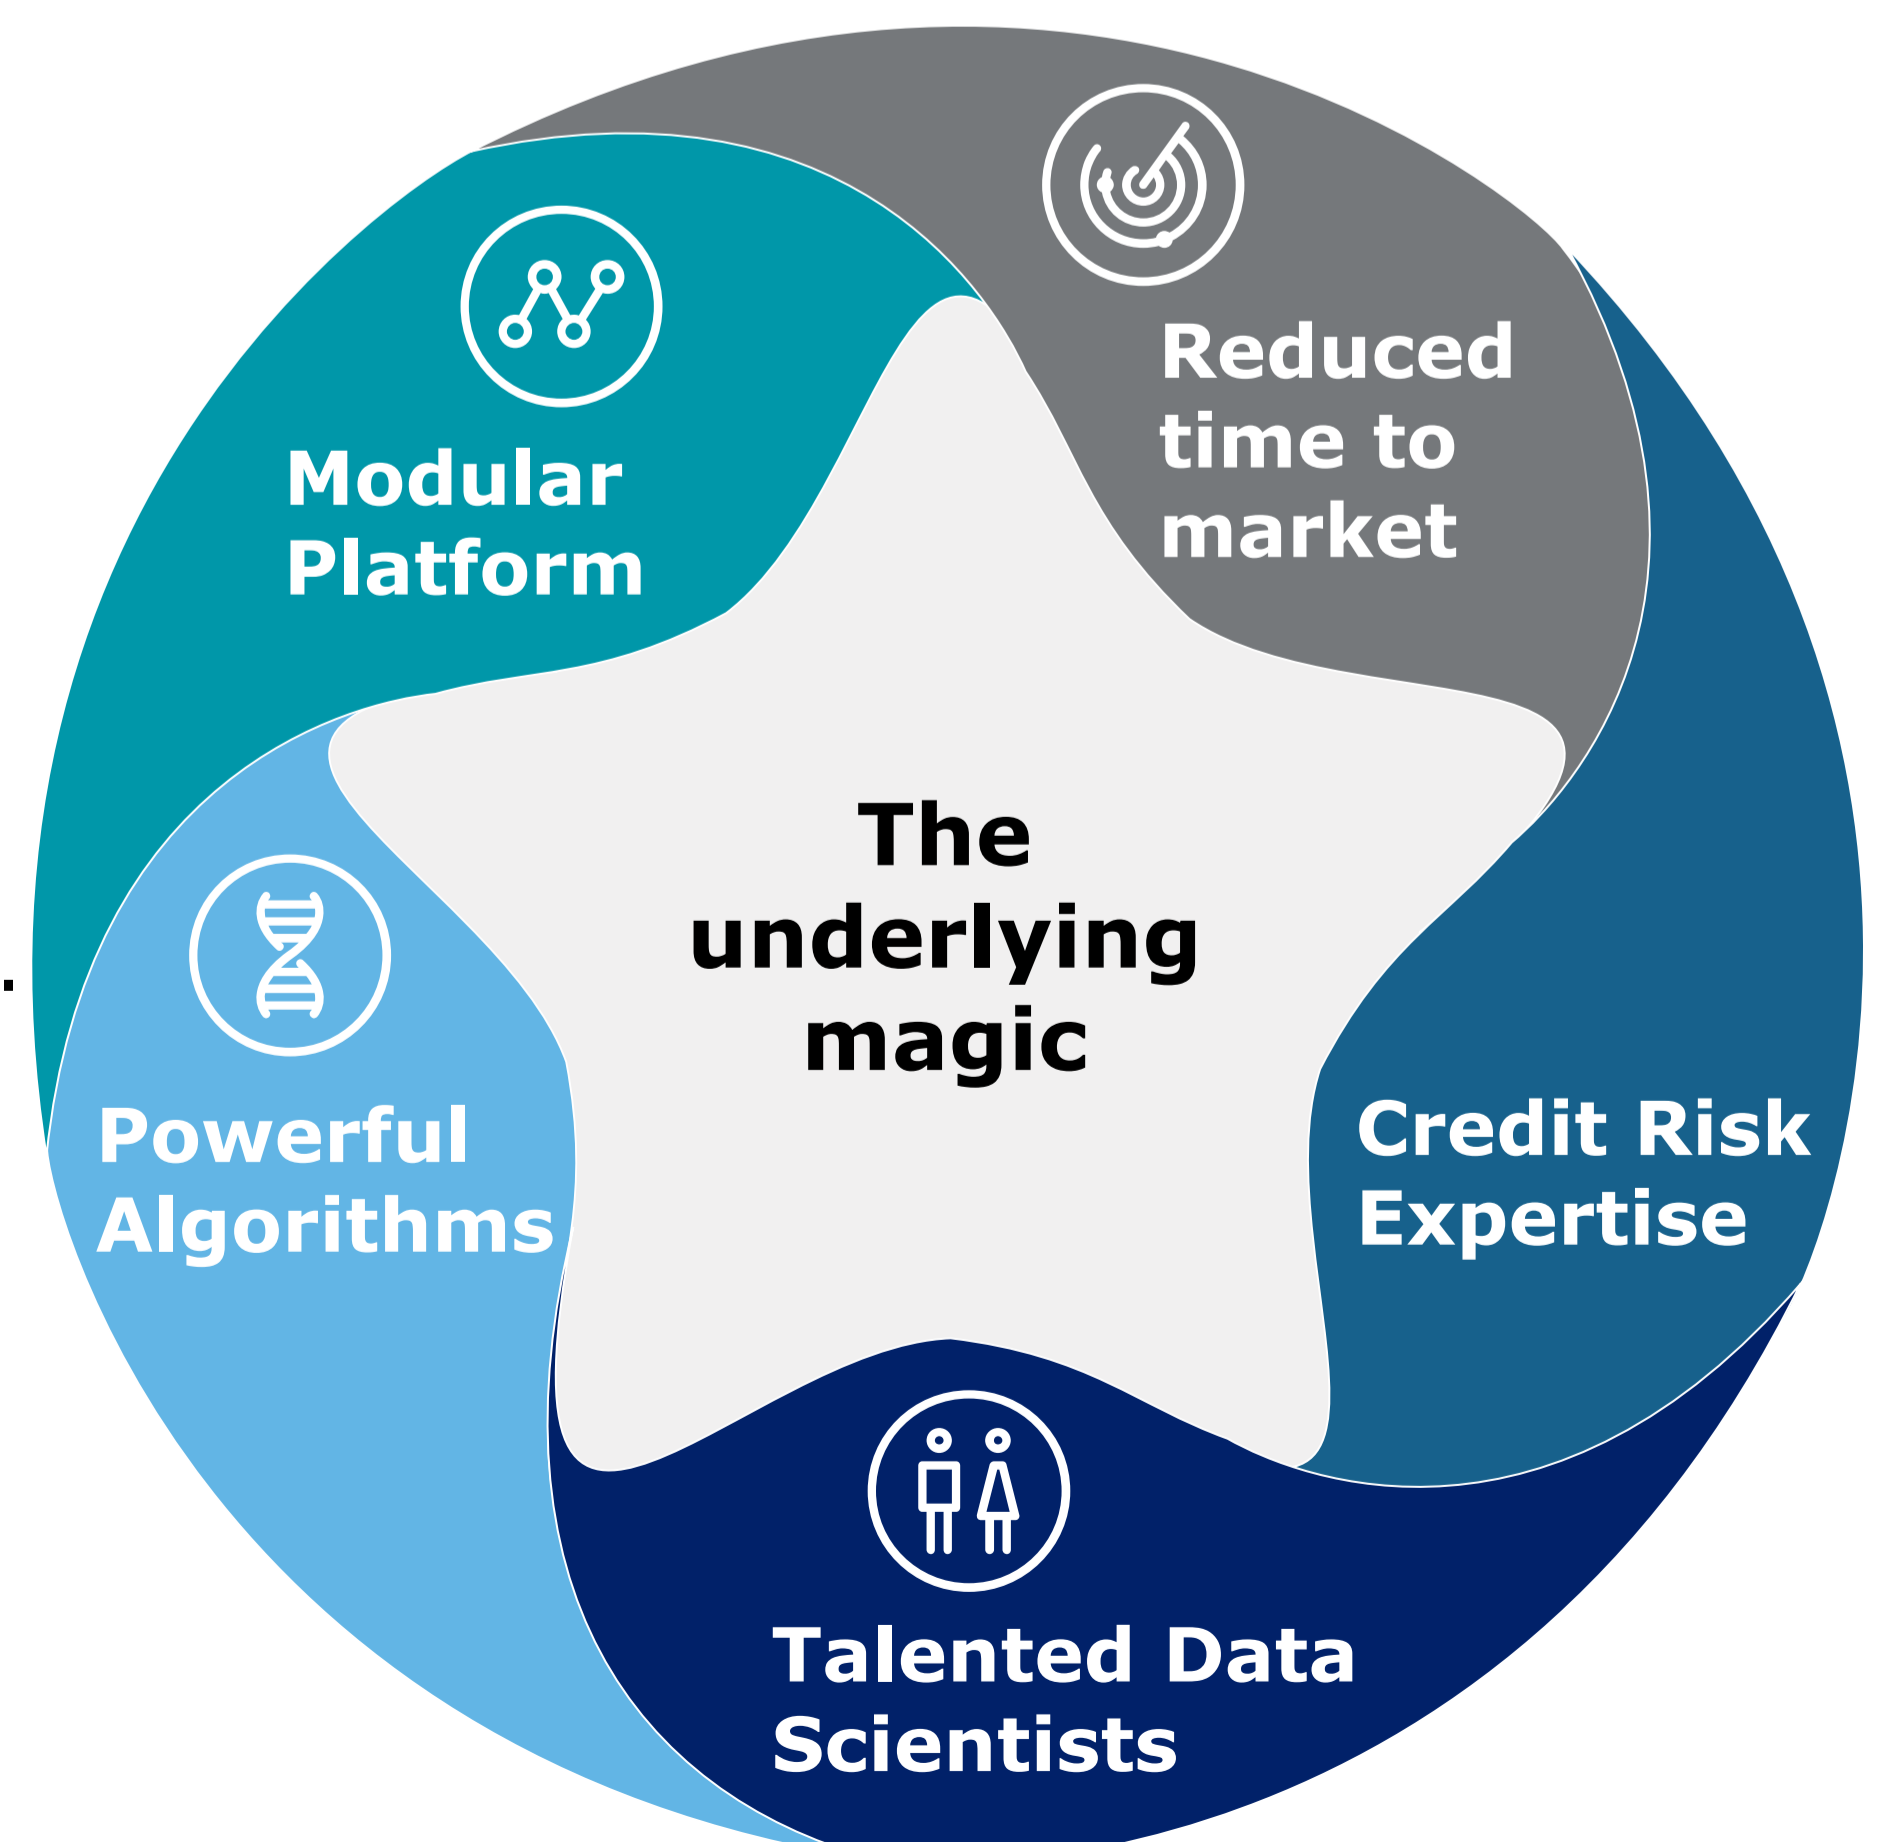 Reduced
time to
market
Modular
Platform
The
underlying
magic
Powerful
Algorithms
Credit Risk
Expertise
Talented Data
Scientists
.